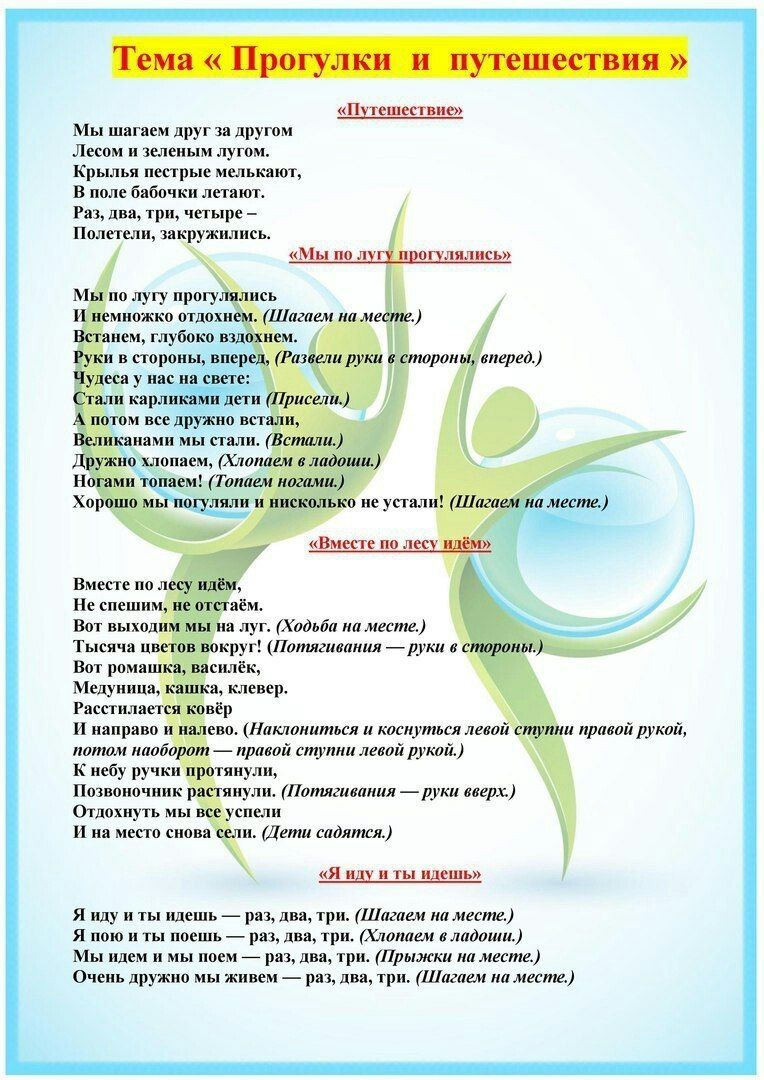 Тема « Прогулки и путешествия »
«Путешествие»
Мы шагаем друг за другом
Лесом и зеленым лугом.
Крылья пестрые мелькают,
В поле бабочки летают.
Раз, два, три, четыре –
Полетели, закружились.
«Мы по лугу прогулялись»
Мы по лугу прогулялись
И немножко отдохнем. (Шагаем на месте.)
Встанем, глубоко вздохнем.
Руки в стороны, вперед, (Развели руки в стороны, вперед.)
Чудеса у нас на свете:
Стали карликами дети (Присели.)
А потом все дружно встали,
Великанами мы стали. (Встали.)
Дружно хлопаем, (Хлопаем в ладоши.)
Ногами топаем! (Топаем ногами.)
Хорошо мы погуляли и нисколько не устали! (Шагаем на месте.)
«Вместе по лесу идём»
Вместе по лесу идём,
Не спешим, не отстаём.
Вот выходим мы на луг. (Ходьба на месте.)
Тысяча цветов вокруг! (Потягивания — руки в стороны.)
Вот ромашка, василёк,
Медуница, кашка, клевер.
Расстилается ковёр
И направо и налево. (Наклониться и коснуться левой ступни правой рукой,
потом наоборот — правой ступни левой рукой.)
К небу ручки протянули,
Позвоночник растянули. (Потягивания — руки вверх.)
Отдохнуть мы все успели
И на место снова сели. (Дети садятся.)
«Я иду и ты идешь»
Я иду и ты идешь — раз, два, три. (Шагаем на месте.)
Я пою и ты поешь — раз, два, три. (Хлопаем в ладоши.)
Мы идем и мы поем — раз, два, три. (Прыжки на месте.)
Очень дружно мы живем — раз, два, три. (Шагаем на месте.)